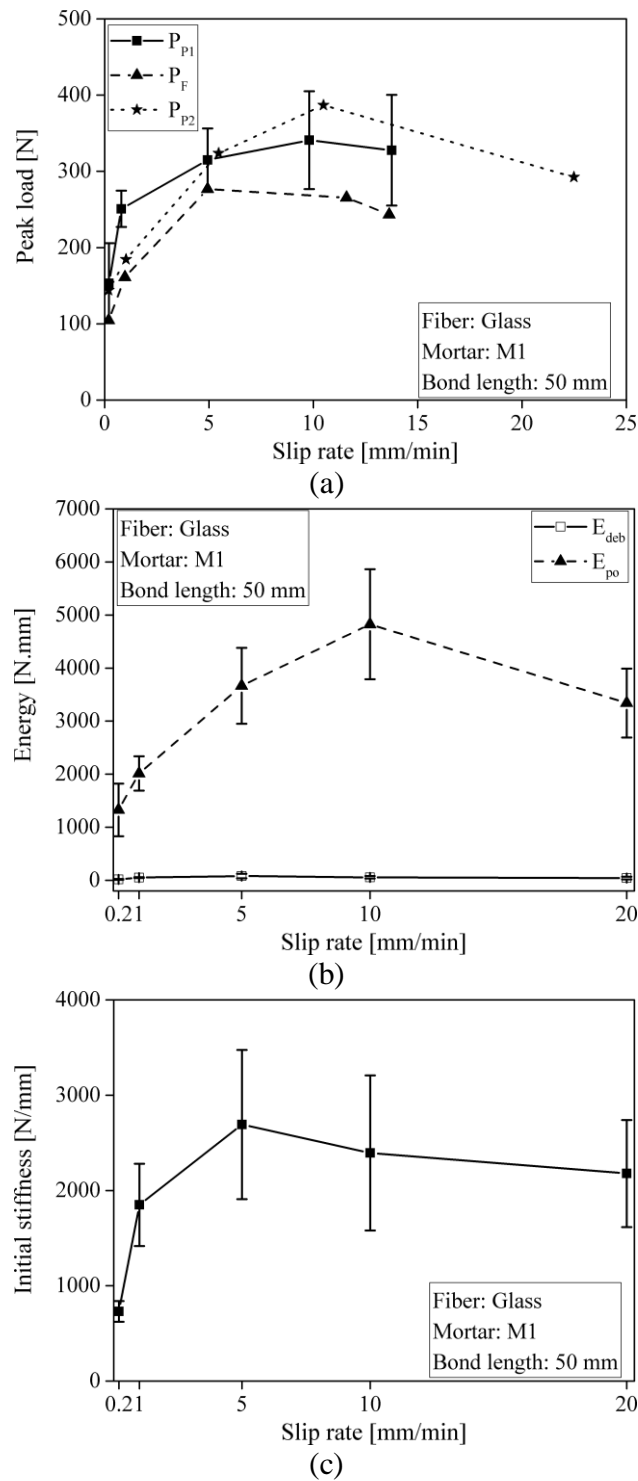 500
400
300
200
100
0
Peak load [N]
P_P1
P_F
P_P2
Fiber: Glass
Mortar: M1
Bond length: 50 mm
0 5 10 15 20 25
Slip rate [mm/min]
(a)
7000
6000
5000
4000
3000
2000
1000
0
Energy [N.mm]
Fiber: Glass
Mortar: M1
Bond length: 50 mm
E_deb
E_po
0.21 5 10 20
Slip rate [mm/min]
(b)
4000
3000
2000
1000
0
Initial stiffness [N/mm]
Fiber: Glass
Mortar: M1
Bond length: 50 mm
0.21 5 10 20
Slip rate [mm/min]
(c)